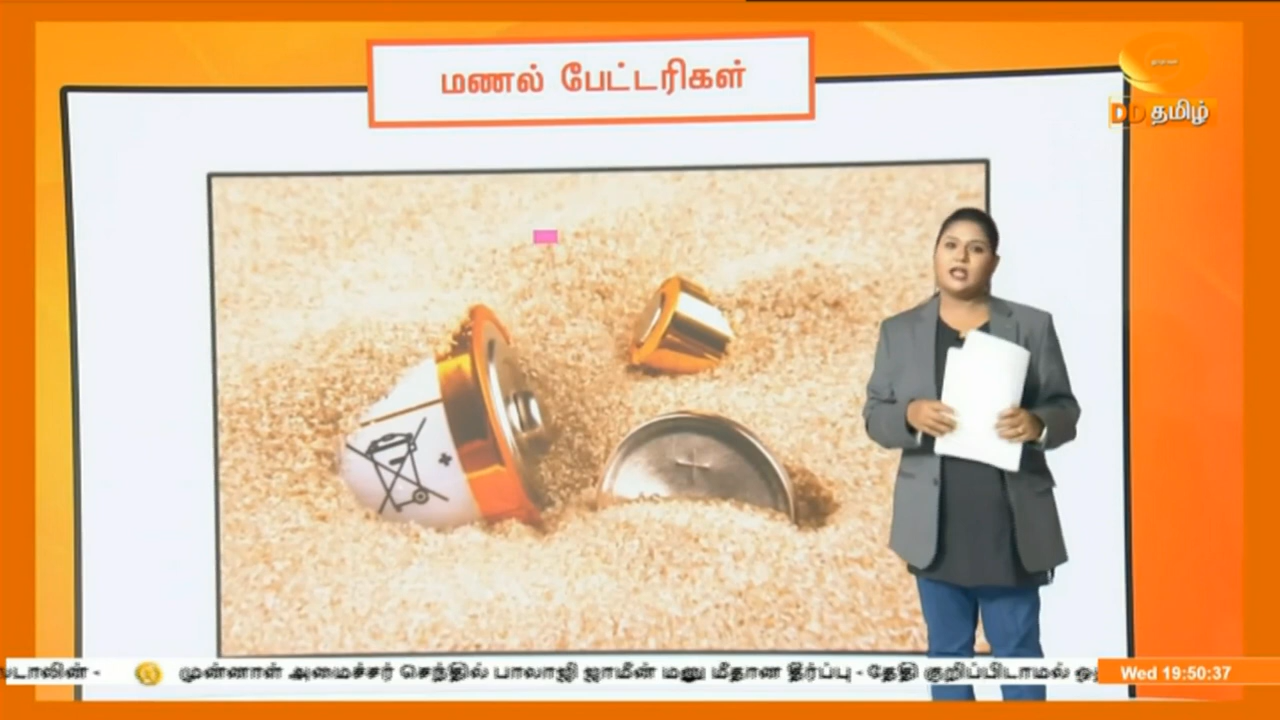 மணல் பேட்டரிகள்
DD தமிழ்
முன்னாள் அமைச்சர் செந்தில் பாலாஜி ஜாமீன் மனு மீதான தீர்ப்பு - தேதி குறிப்பிடாமல்
Wed 19:50:37